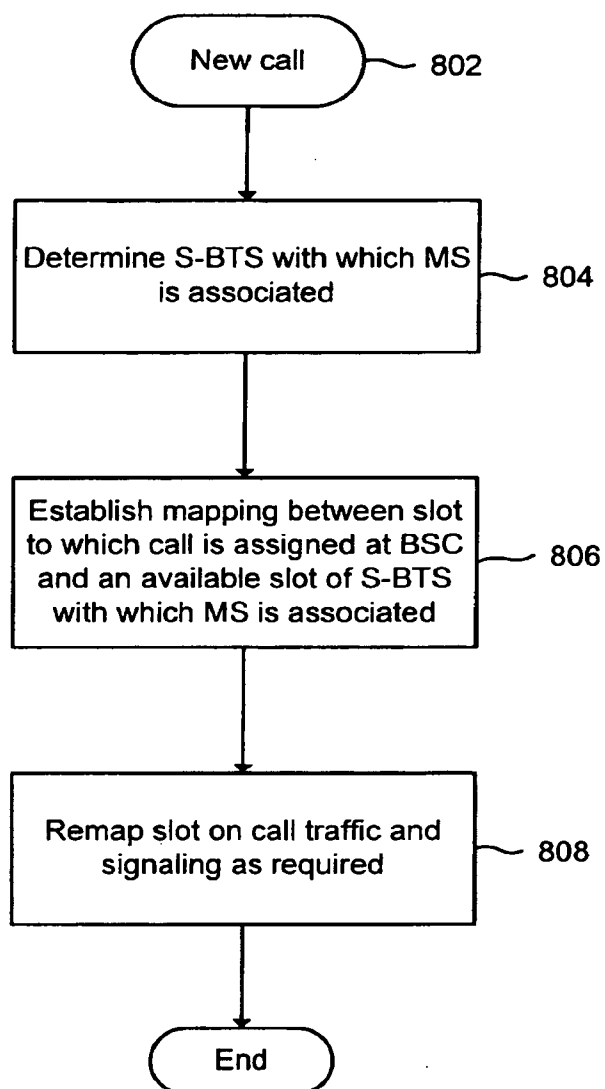 New call
802
Determine S-BTS with which MS
is associated
804
Establish mapping between slot
to which call is assigned at BSC
and an available slot of S-BTS
with which MS is associated
806
Remap slot on call traffic and
signaling as required
808
End